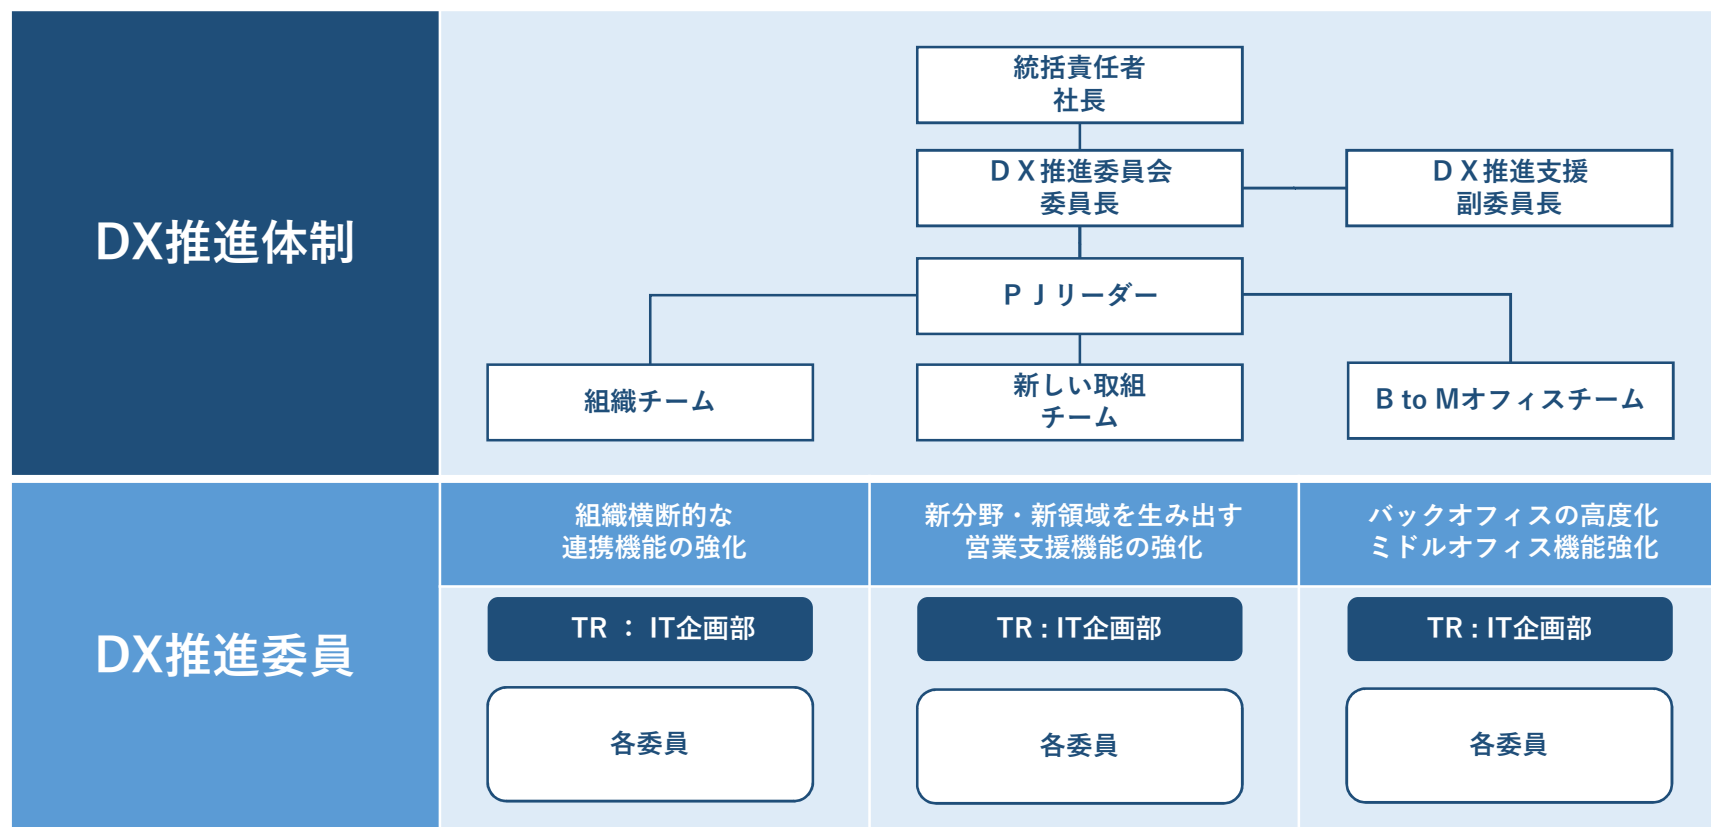 DX推進体制
統括責任者
社長
ＤＸ推進委員会
委員長
ＤＸ推進支援
副委員長
ＰＪリーダー
組織チーム
新しい取組
チーム
B to Mオフィスチーム
DX推進委員
組織横断的な
連携機能の強化
新分野・新領域を生み出す
営業支援機能の強化
バックオフィスの高度化
ミドルオフィス機能強化
TR ： IT企画部
TR : IT企画部
TR : IT企画部
各委員
各委員
各委員